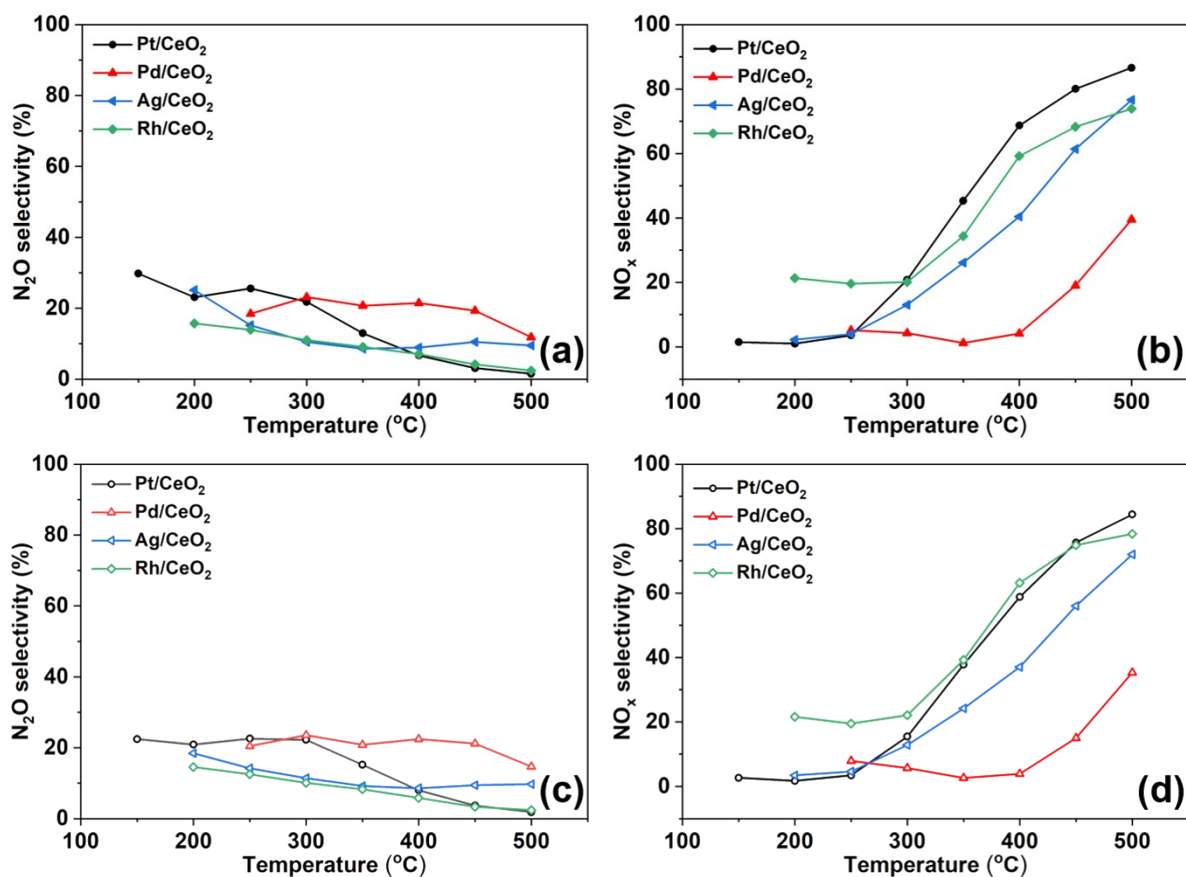 100
80
60
40
20
0
N₂O selectivity (%)
Pt/CeO₂
Pd/CeO₂
Ag/CeO₂
Rh/CeO₂
(a)
100 200 300 400 500
Temperature (°C)
100
80
60
40
20
0
NOₓ selectivity (%)
Pt/CeO₂
Pd/CeO₂
Ag/CeO₂
Rh/CeO₂
(b)
100 200 300 400 500
Temperature (°C)
100
80
60
40
20
0
N₂O selectivity (%)
Pt/CeO₂
Pd/CeO₂
Ag/CeO₂
Rh/CeO₂
(c)
100 200 300 400 500
Temperature (°C)
100
80
60
40
20
0
NOₓ selectivity (%)
Pt/CeO₂
Pd/CeO₂
Ag/CeO₂
Rh/CeO₂
(d)
100 200 300 400 500
Temperature (°C)